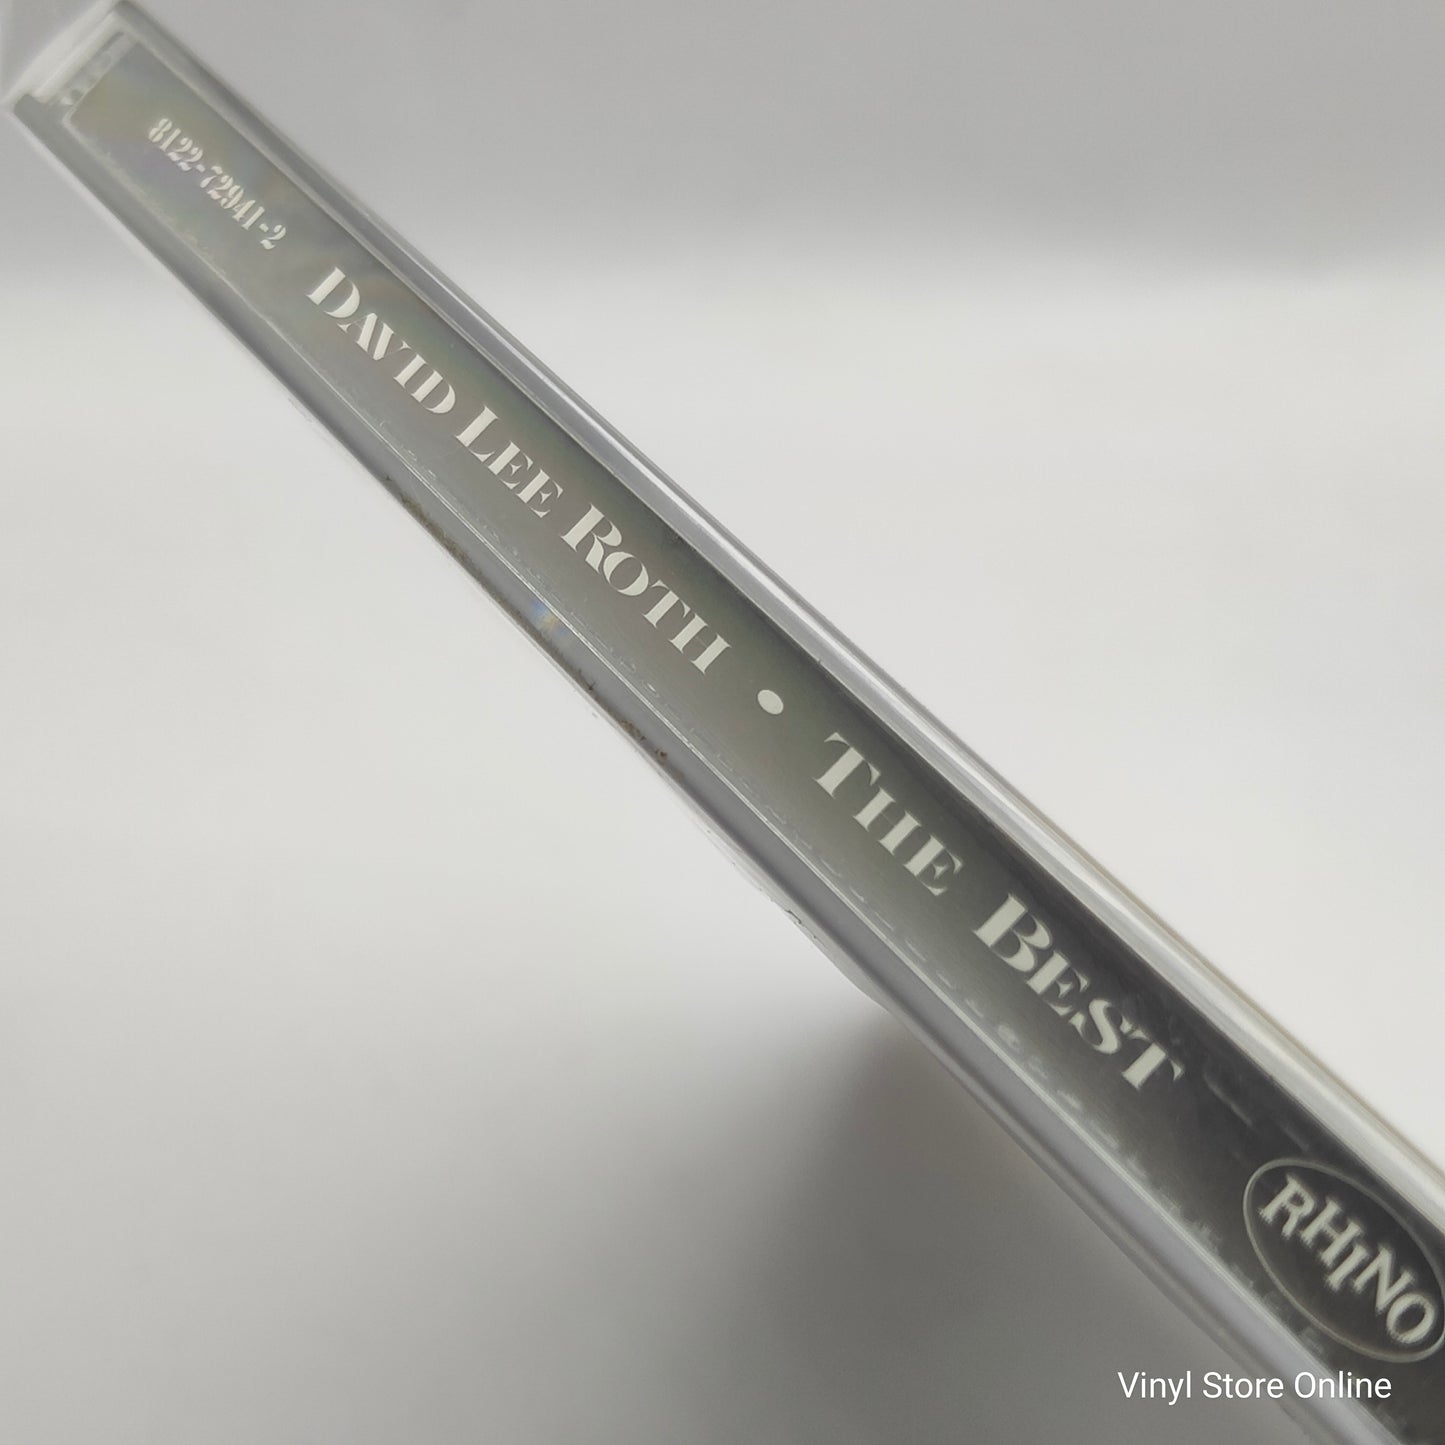 8122-72941-2 DAVID LEE ROTH • THE BEST RHINO
Vinyl Store Online